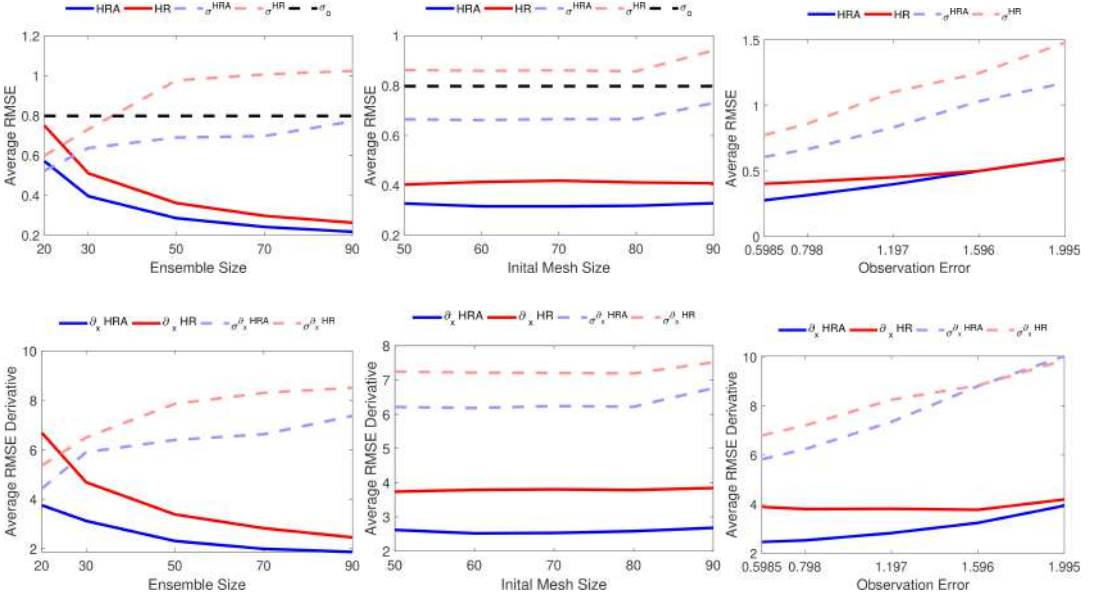 HRA HR σ^HRA σ^HR σ_o
HRA HR σ^HRA σ^HR σ_o
HRA HR σ^HRA σ^HR
Average RMSE
1.2
1
0.8
0.6
0.4
0.2
20 30 50 70 90
Ensemble Size
Average RMSE
1
0.8
0.6
0.4
0.2
0
50 60 70 80 90
Inital Mesh Size
Average RMSE
1.5
1
0.5
0
0.5985 0.798 1.197 1.596 1.995
Observation Error
∂_x HRA ∂_x HR σ^∂_x HRA σ^∂_x HR
∂_x HRA ∂_x HR σ^∂_x HRA σ^∂_x HR
∂_x HRA ∂_x HR σ^∂_x HRA σ^∂_x HR
Average RMSE Derivative
10
8
6
4
2
20 30 50 70 90
Ensemble Size
Average RMSE Derivative
8
7
6
5
4
3
2
50 60 70 80 90
Inital Mesh Size
Average RMSE Derivative
10
8
6
4
2
0.5985 0.798 1.197 1.596 1.995
Observation Error